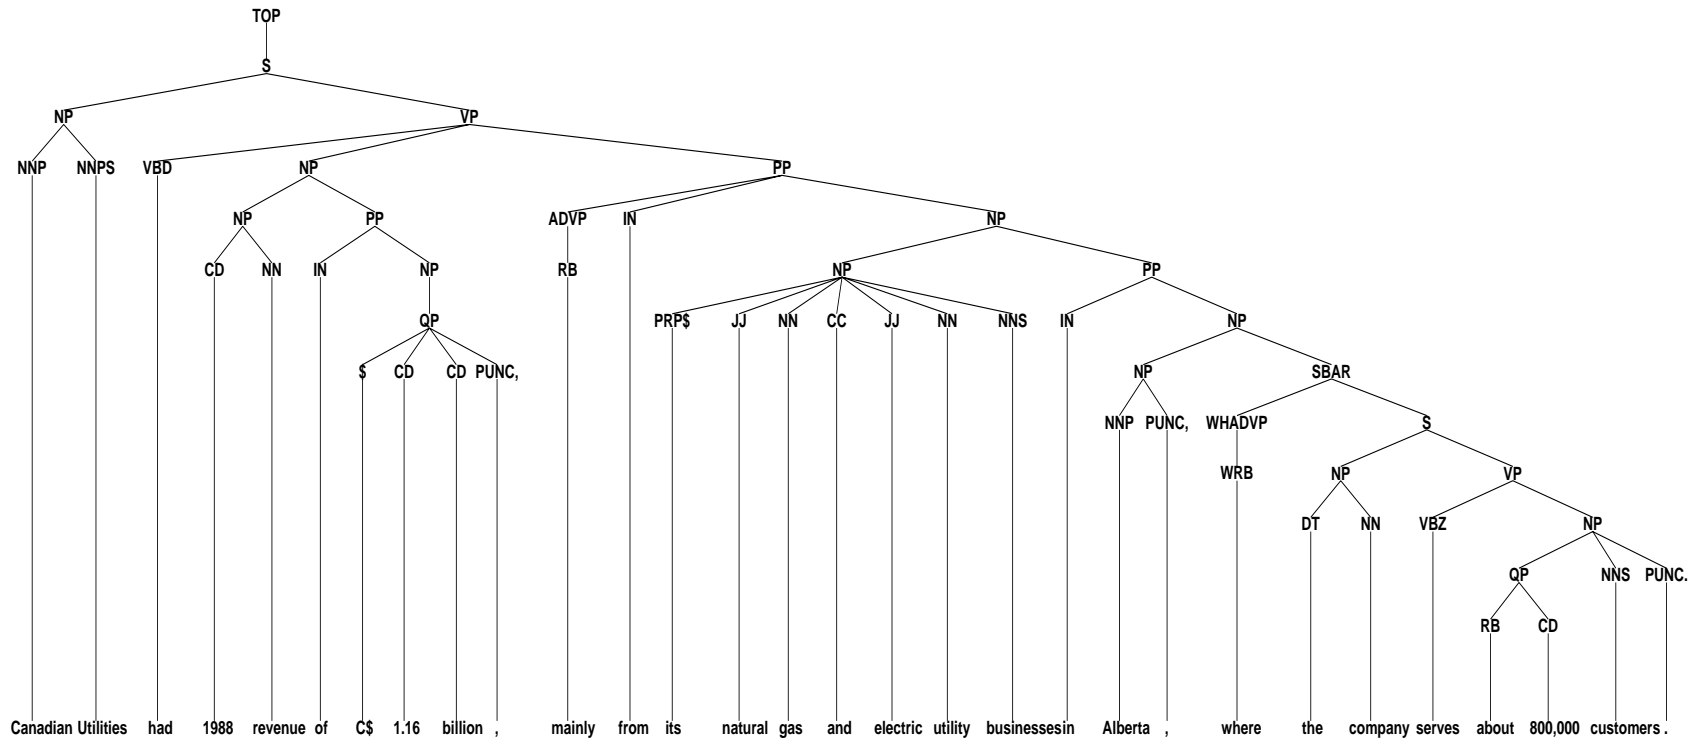 TOP
S
NP VP
NNP NNPS VBD NP PP
NP PP ADVP IN NP
CD NN IN NP RB NP PP
QP PRP$ JJ NN CC JJ NN NNS IN NP
$ CD CD PUNC, NP SBAR
NNP PUNC, WHADVP S
WRB NP VP
DT NN VBZ NP
QP NNS PUNC.
RB CD
Canadian Utilities had 1988 revenue of C$ 1.16 billion , mainly from its natural gas and electric utility businesses in Alberta , where the company serves about 800,000 customers .